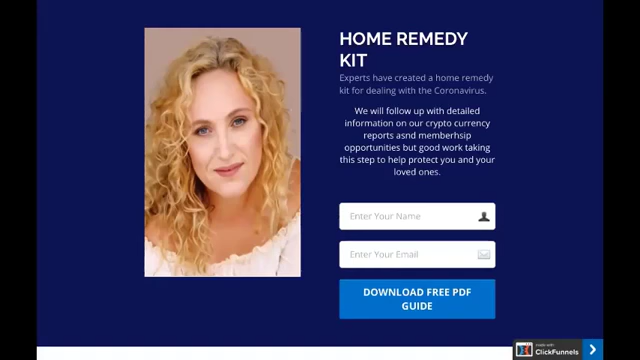 HOME REMEDY
KIT
Experts have created a home remedy
kit for dealing with the Coronavirus.
We will follow up with detailed
information on our crypto currency
reports asnd memberhsip
opportunities but good work taking
this step to help protect you and your
loved ones.
Enter Your Name
Enter Your Email
DOWNLOAD FREE PDF
GUIDE
made with
ClickFunnels